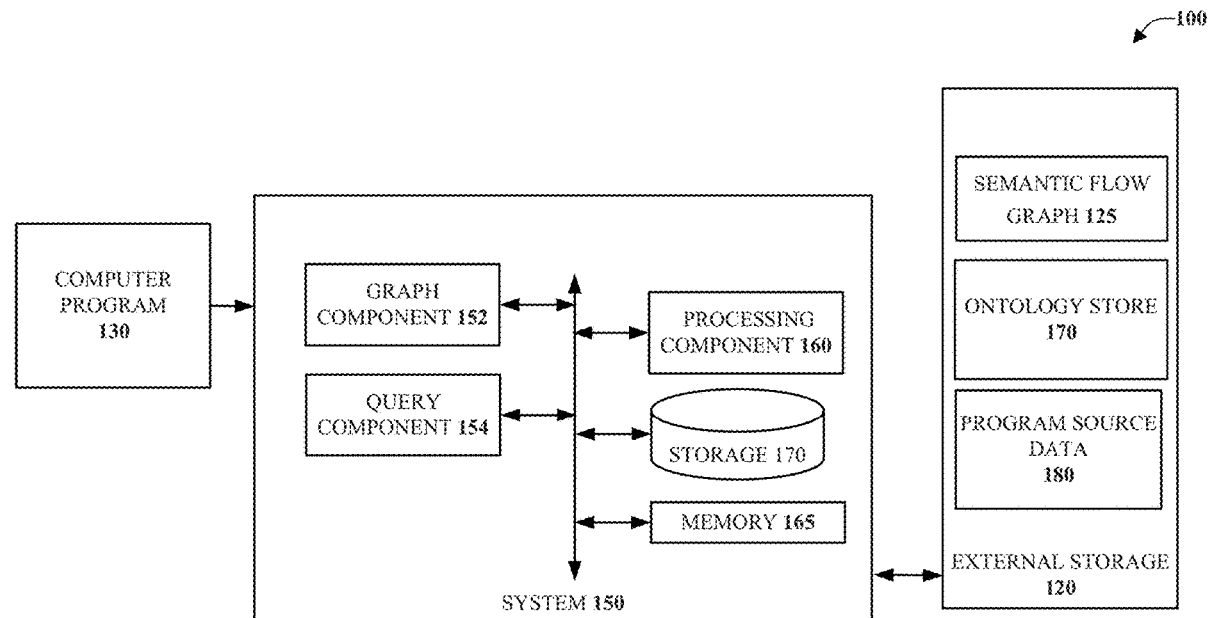 100
COMPUTER
PROGRAM
130
GRAPH
COMPONENT 152
QUERY
COMPONENT 154
PROCESSING
COMPONENT 160
STORAGE 170
MEMORY 165
SYSTEM 150
SEMANTIC FLOW
GRAPH 125
ONTOLOGY STORE
170
PROGRAM SOURCE
DATA
180
EXTERNAL STORAGE
120